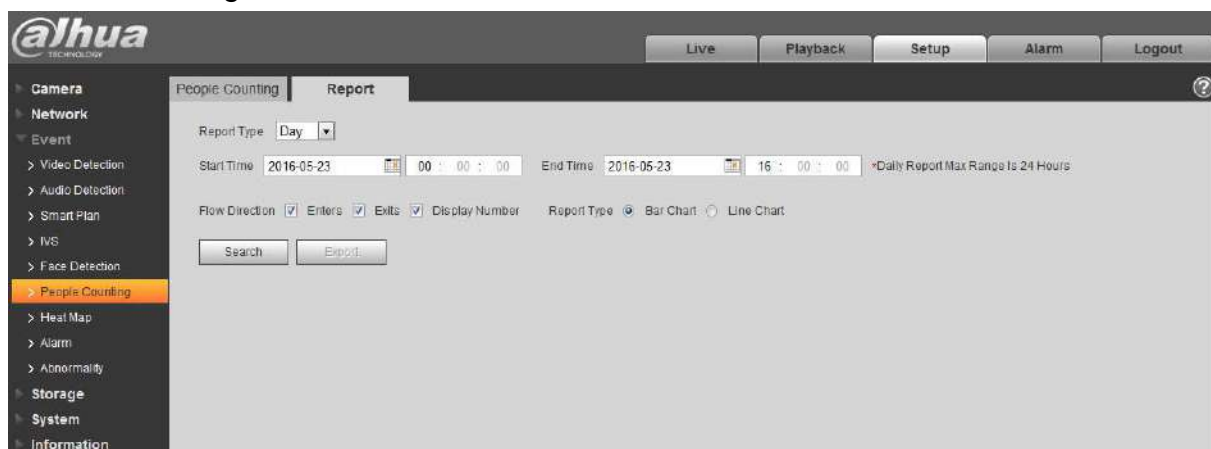 alhua
TECHNOLOGY
Live Playback Setup Alarm Logout
Camera
Network
Event
> Video Detection
> Audio Detection
> Smart Plan
> IVS
> Face Detection
> People Counting
> Heat Map
> Alarm
> Abnormality
Storage
System
Information
People Counting Report
Report Type Day
Start Time 2016-05-23 00 : 00 : 00 End Time 2016-05-23 16 : 00 : 00 *Daily Report Max Range Is 24 Hours
Flow Direction Enters Exits Display Number Report Type Bar Chart Line Chart
Search Export
?